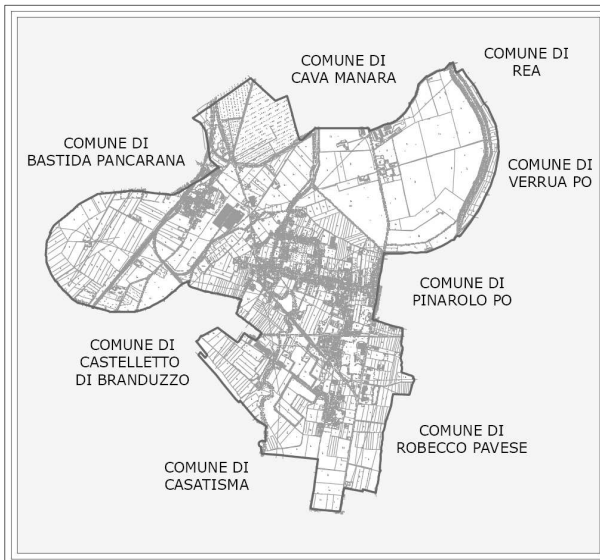 COMUNE DI
CAVA MANARA
COMUNE DI
REA
COMUNE DI
BASTIDA PANCARANA
COMUNE DI
VERRUA PO
COMUNE DI
PINAROLO PO
COMUNE DI
CASTELLETTO
DI BRANDUZZO
COMUNE DI
ROBECCO PAVESE
COMUNE DI
CASATISMA